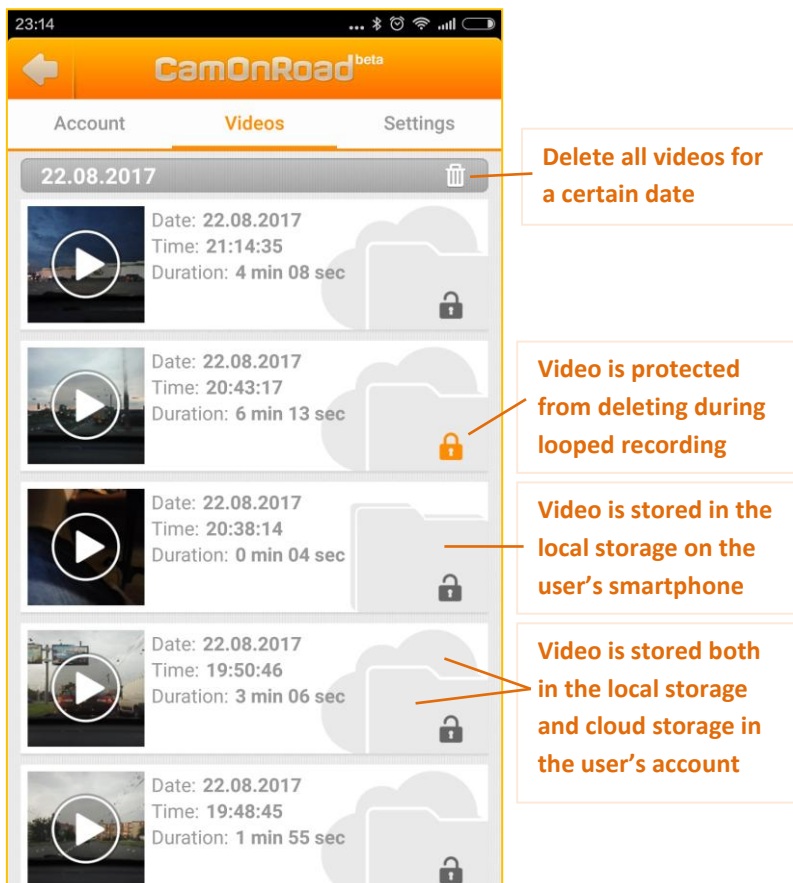 23:14
CamOnRoad beta
Account Videos Settings
22.08.2017
Delete all videos for
a certain date
Date: 22.08.2017
Time: 21:14:35
Duration: 4 min 08 sec
Date: 22.08.2017
Time: 20:43:17
Duration: 6 min 13 sec
Video is protected
from deleting during
looped recording
Date: 22.08.2017
Time: 20:38:14
Duration: 0 min 04 sec
Video is stored in the
local storage on the
user’s smartphone
Date: 22.08.2017
Time: 19:50:46
Duration: 3 min 06 sec
Video is stored both
in the local storage
and cloud storage in
the user’s account
Date: 22.08.2017
Time: 19:48:45
Duration: 1 min 55 sec